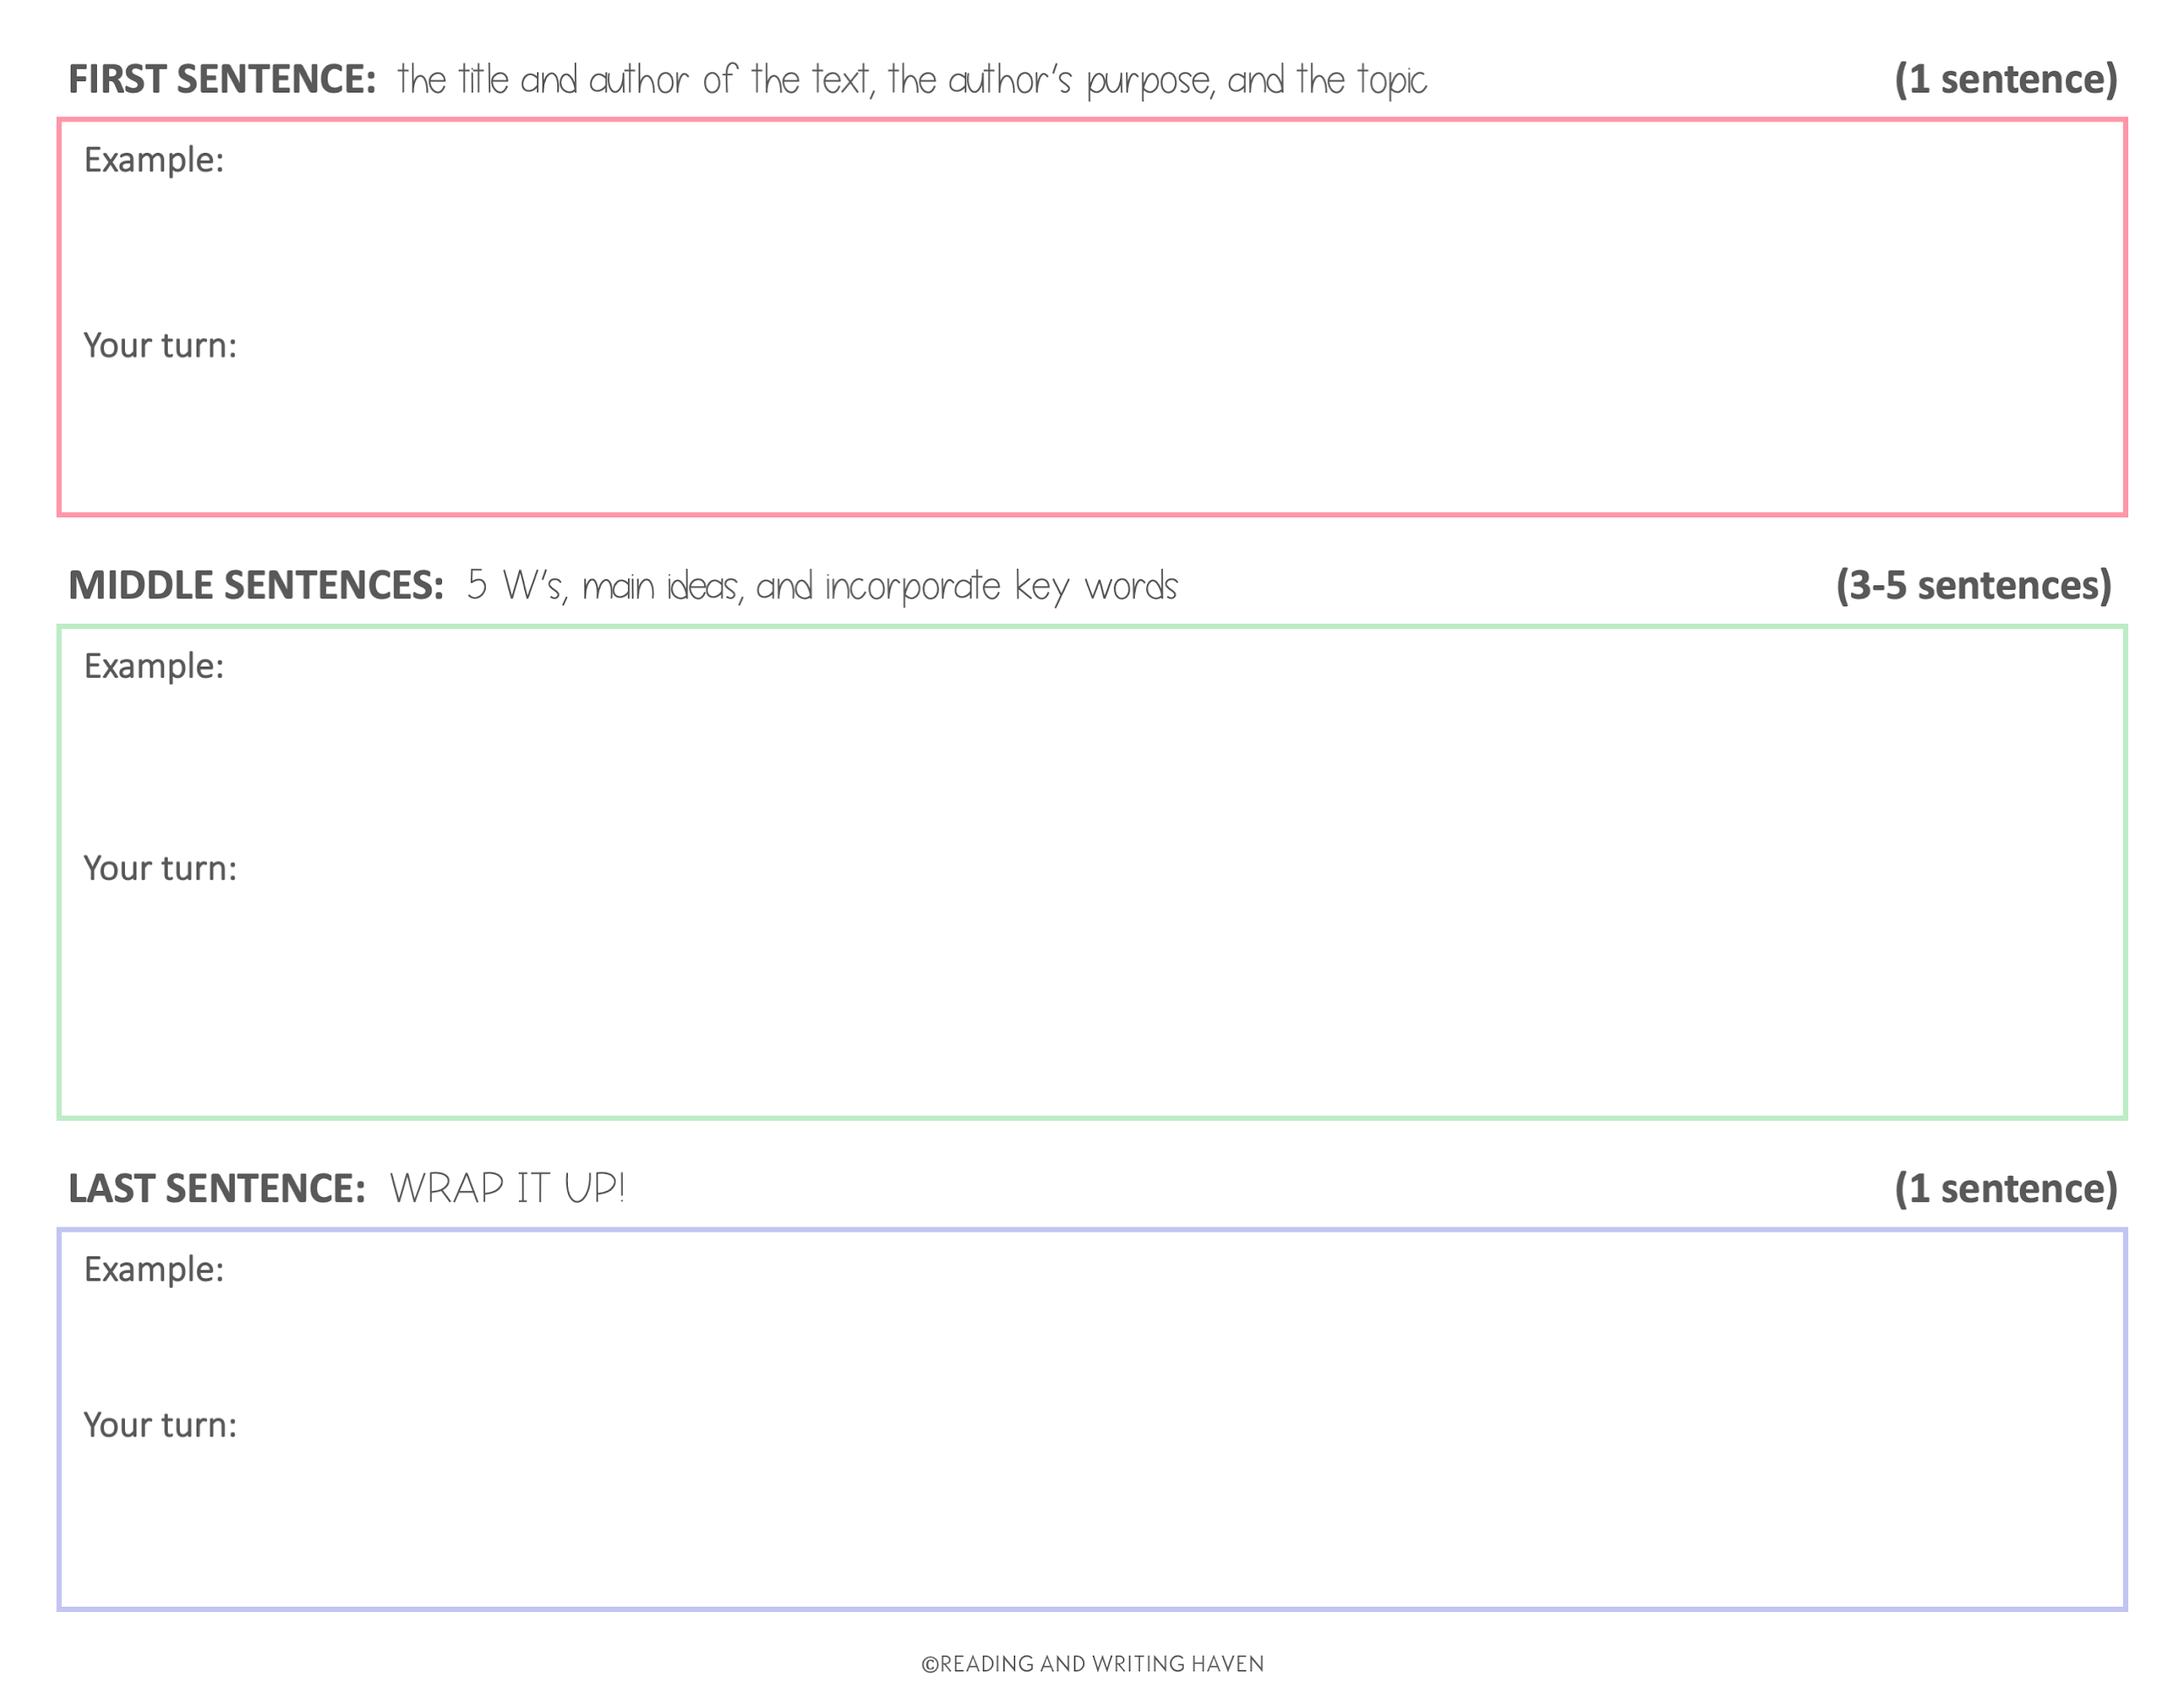 FIRST SENTENCE: the title and author of the text, the author's purpose, and the topic (1 sentence)
Example:
Your turn:
MIDDLE SENTENCES: 5 W's, main ideas, and incorporate key words (3-5 sentences)
Example:
Your turn:
LAST SENTENCE: WRAP IT UP! (1 sentence)
Example:
Your turn:
©READING AND WRITING HAVEN